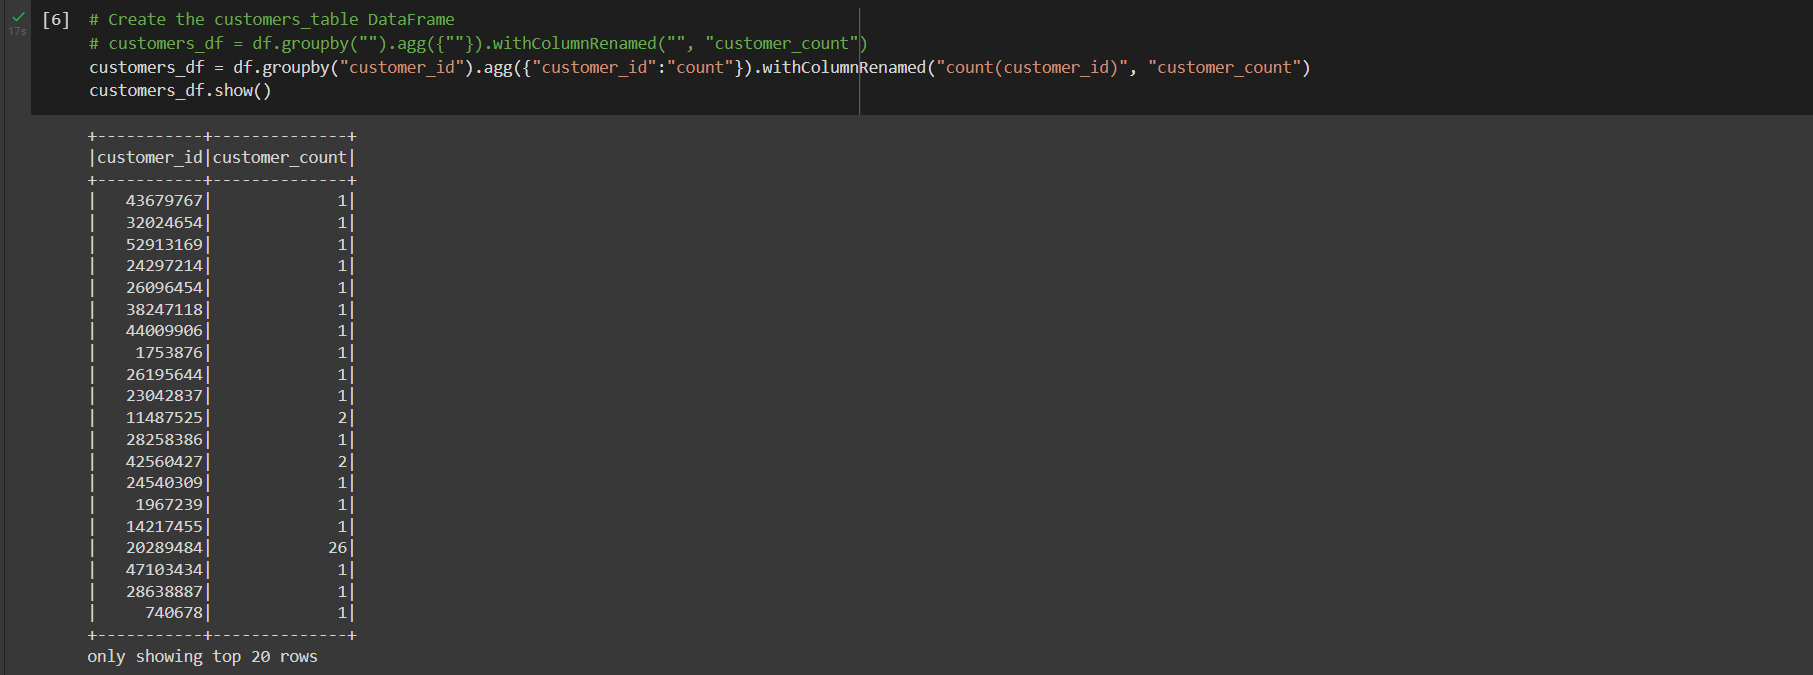 [6] # Create the customers_table DataFrame
# customers_df = df.groupby("").agg({""}).withColumnRenamed("", "customer_count")
customers_df = df.groupby("customer_id").agg({"customer_id":"count"}).withColumnRenamed("count(customer_id)", "customer_count")
17s
customers_df.show()
+-----------+--------------+
|customer_id|customer_count|
+-----------+--------------+
|   43679767|             1|
|   32024654|             1|
|   52913169|             1|
|   24297214|             1|
|   26096454|             1|
|   38247118|             1|
|   44009906|             1|
|    1753876|             1|
|   26195644|             1|
|   23042837|             1|
|   11487525|             2|
|   28258386|             1|
|   42560427|             2|
|   24540309|             1|
|    1967239|             1|
|   14217455|             1|
|   20289484|            26|
|   47103434|             1|
|   28638887|             1|
|     740678|             1|
+-----------+--------------+
only showing top 20 rows